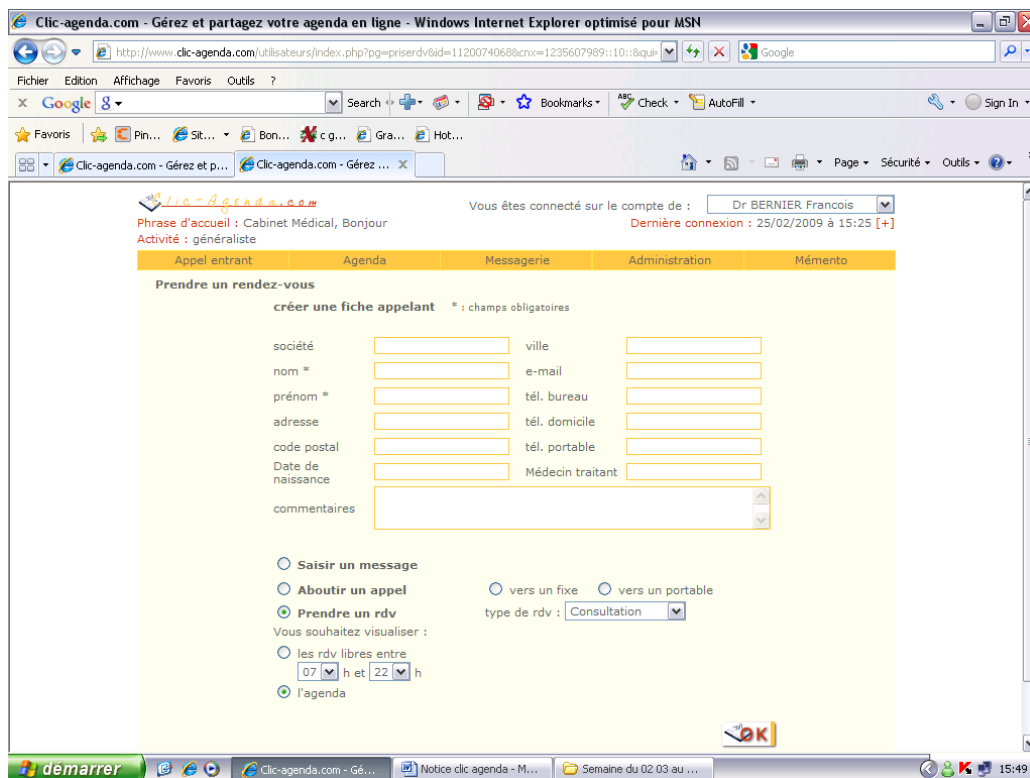 Clic-agenda.com - Gérez et partagez votre agenda en ligne - Windows Internet Explorer optimisé pour MSN
http://www.clic-agenda.com/utilisateurs/index.php?pg=priserdv&id=1120074068&cnx=1235607989::10::&qui= Google
Fichier Edition Affichage Favoris Outils ?
x Google Search Bookmarks ABC Check AutoFill Sign In
Favoris Pin... Sit... Bon... c g... Gra... Hot...
Clic-agenda.com - Gérez et p... Clic-agenda.com - Gérez ... X Page Sécurité Outils
Clic-Agenda.com Vous êtes connecté sur le compte de : Dr BERNIER Francois
Phrase d'accueil : Cabinet Médical, Bonjour Dernière connexion : 25/02/2009 à 15:25 [+]
Activité : généraliste
Appel entrant Agenda Messagerie Administration Mémento
Prendre un rendez-vous
créer une fiche appelant * : champs obligatoires
société ville
nom * e-mail
prénom * tél. bureau
adresse tél. domicile
code postal tél. portable
Date de naissance Médecin traitant
commentaires
Saisir un message
Aboutir un appel vers un fixe vers un portable
Prendre un rdv type de rdv : Consultation
Vous souhaitez visualiser :
les rdv libres entre
07 h et 22 h
l'agenda
OK
démarrer Clic-agenda.com - Gé... Notice clic agenda - M... Semaine du 02 03 au ... 15:49